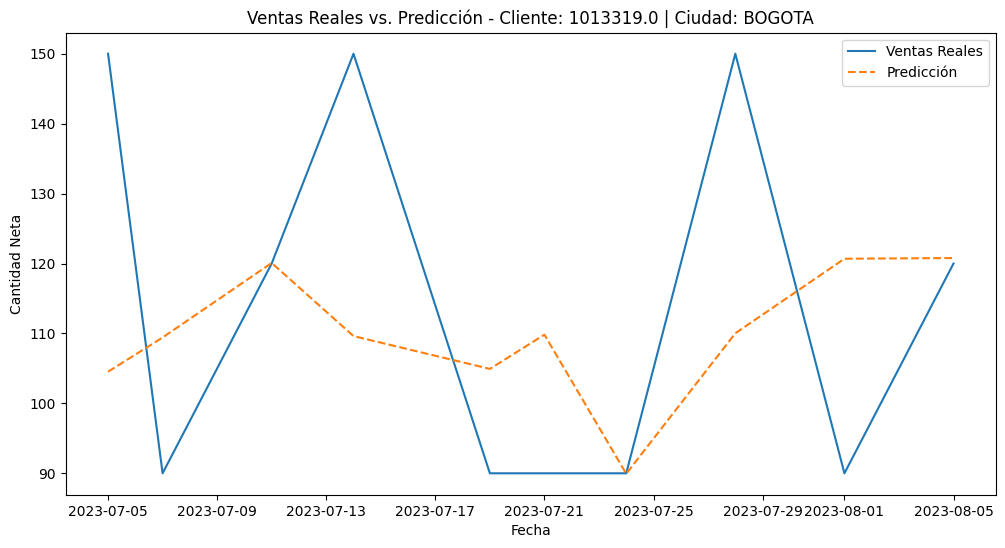 Ventas Reales vs. Predicción - Cliente: 1013319.0 | Ciudad: BOGOTA
Ventas Reales
Predicción
Cantidad Neta
150
140
130
120
110
100
90
2023-07-05 2023-07-09 2023-07-13 2023-07-17 2023-07-21 2023-07-25 2023-07-29 2023-08-01 2023-08-05
Fecha